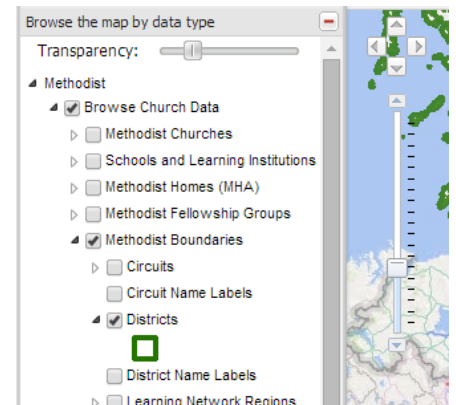 Browse the map by data type
Transparency:
Methodist
Browse Church Data
Methodist Churches
Schools and Learning Institutions
Methodist Homes (MHA)
Methodist Fellowship Groups
Methodist Boundaries
Circuits
Circuit Name Labels
Districts
District Name Labels
Learning Network Regions